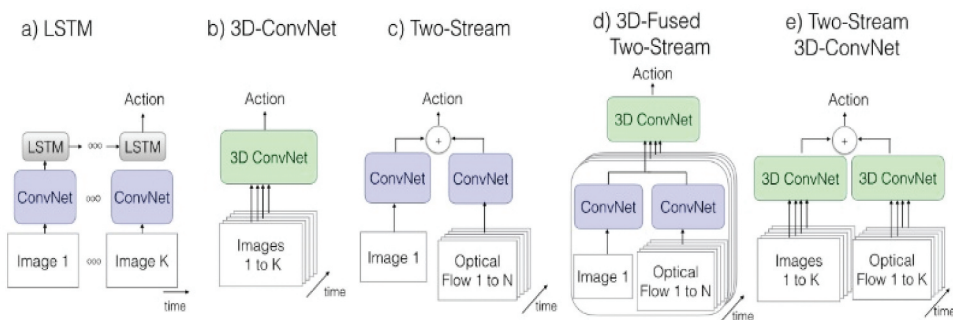 a) LSTM
Action
LSTM ooo LSTM
ConvNet ooo ConvNet
Image 1 ooo Image K
time
b) 3D-ConvNet
Action
3D ConvNet
Images
1 to K
time
c) Two-Stream
Action
+
ConvNet ConvNet
Image 1
Optical
Flow 1 to N
time
d) 3D-Fused
Two-Stream
Action
3D ConvNet
ConvNet ConvNet
Image 1
Optical
Flow 1 to N
time
e) Two-Stream
3D-ConvNet
Action
+
3D ConvNet 3D ConvNet
Images
1 to K
Optical
Flow 1 to K
time